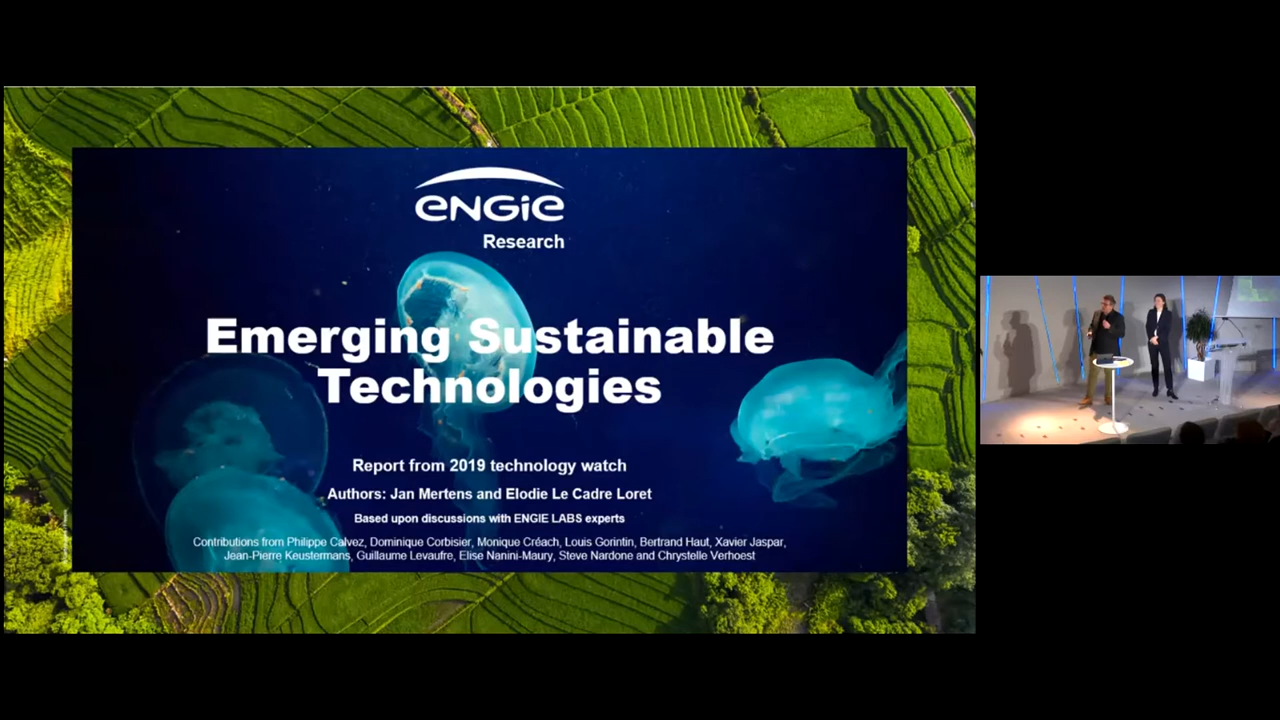 ENGIE
Research
Emerging Sustainable
Technologies
Report from 2019 technology watch
Authors: Jan Mertens and Elodie Le Cadre Loret
Based upon discussions with ENGIE LABS experts
Contributions from Philippe Calvez, Dominique Corbisier, Monique Créach, Louis Gorintin, Bertrand Haut, Xavier Jaspar,
Jean-Pierre Keustermans, Guillaume Levaufre, Elise Nanini-Maury, Steve Nardone and Chrystelle Verhoest